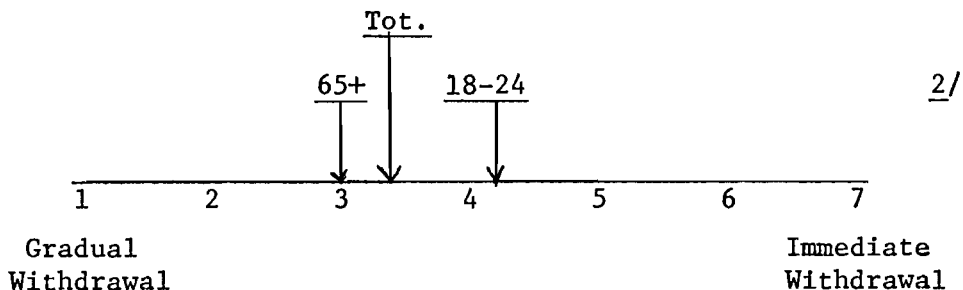 Tot.
65+ 18-24 2/
1 2 3 4 5 6 7
Gradual Immediate
Withdrawal Withdrawal